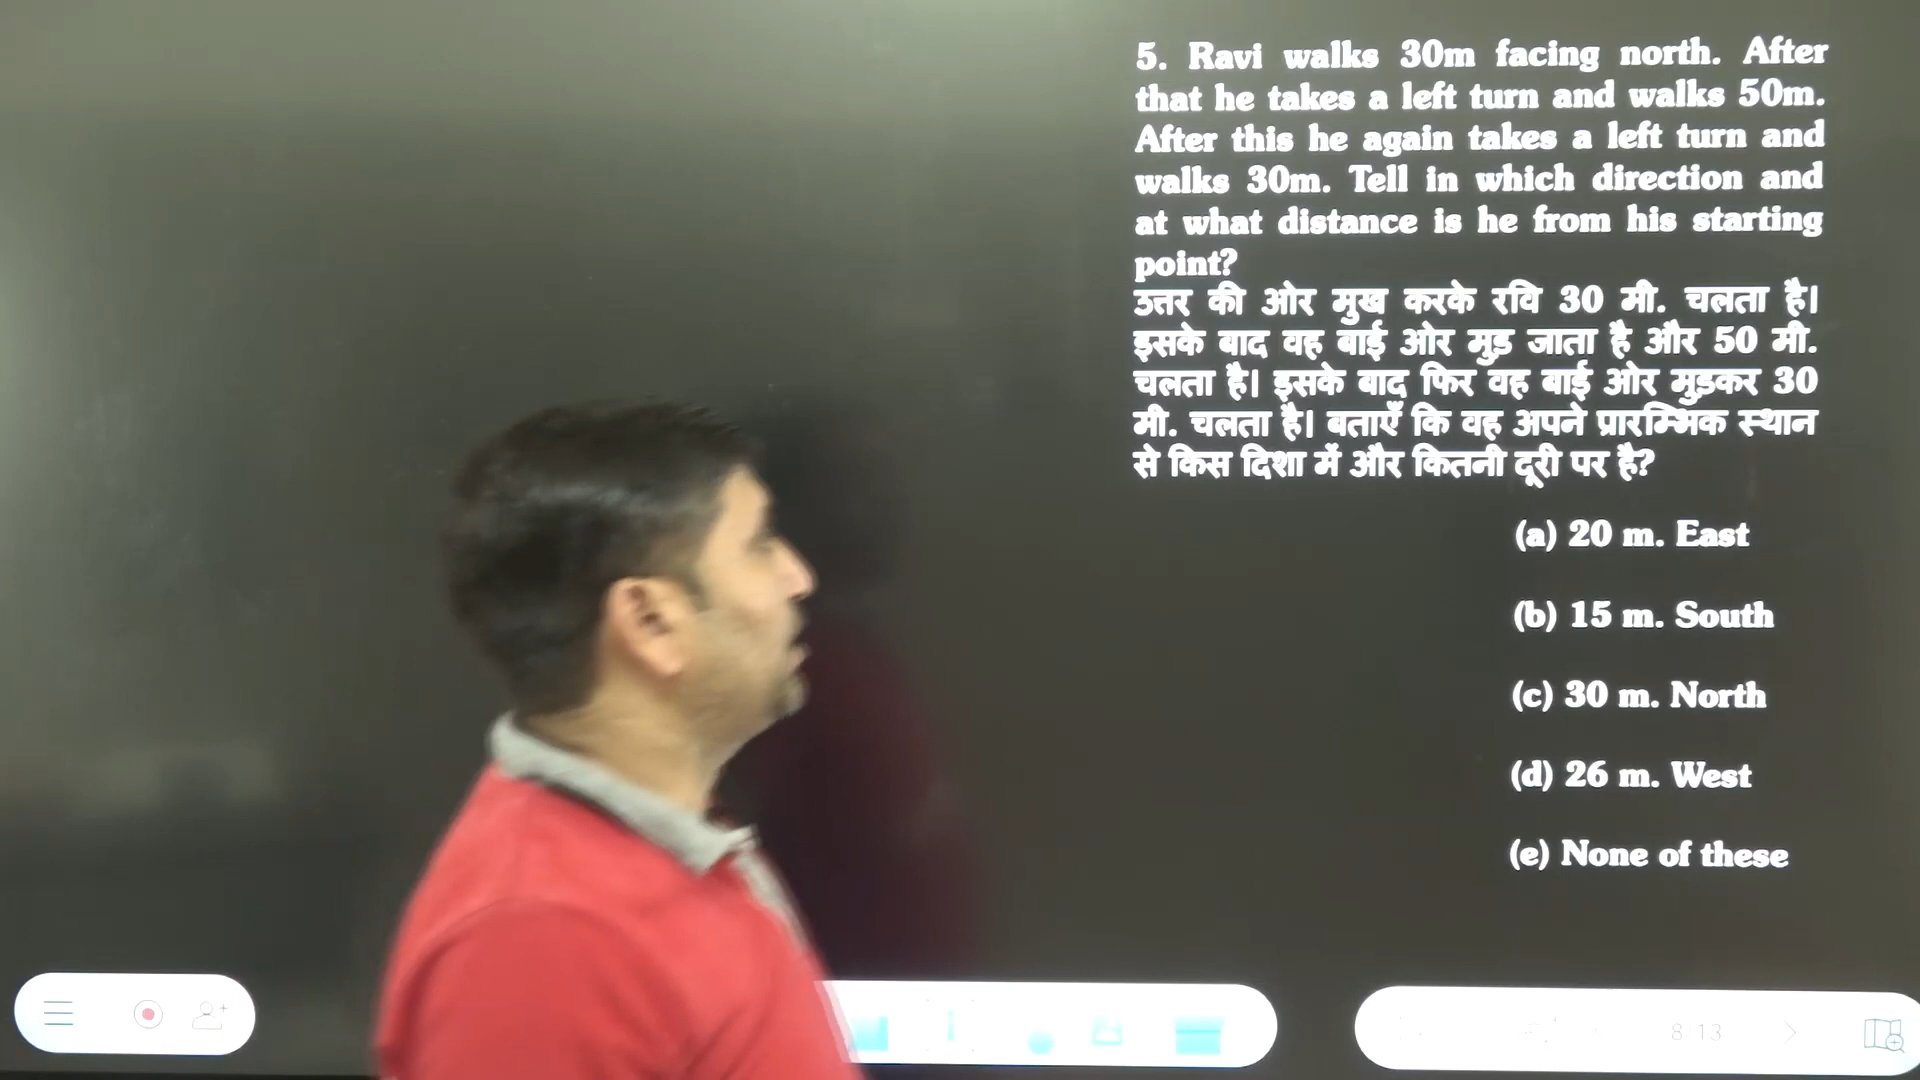 5. Ravi walks 30m facing north. After
that he takes a left turn and walks 50m.
After this he again takes a left turn and
walks 30m. Tell in which direction and
at what distance is he from his starting
point?
उत्तर की ओर मुख करके रवि 30 मी. चलता है।
इसके बाद वह बाई ओर मुड़ जाता है और 50 मी.
चलता है। इसके बाद फिर वह बाई ओर मुड़कर 30
मी. चलता है। बताएँ कि वह अपने प्रारम्भिक स्थान
से किस दिशा में और कितनी दूरी पर है?
(a) 20 m. East
(b) 15 m. South
(c) 30 m. North
(d) 26 m. West
(e) None of these
8 13